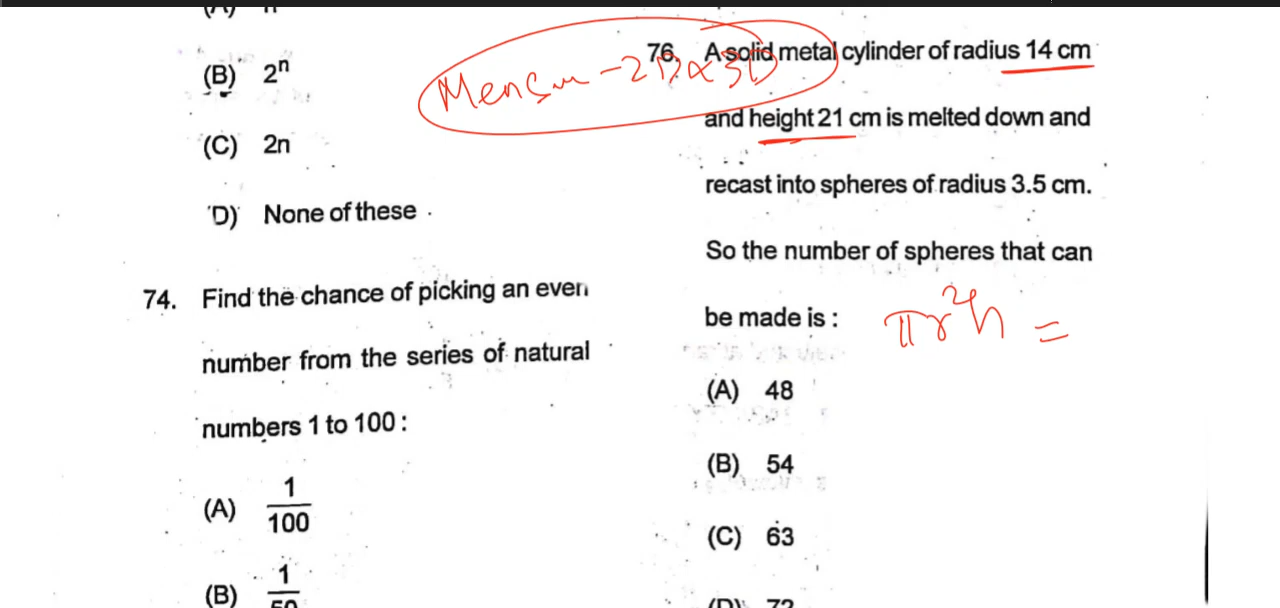 (B) 2ⁿ
(C) 2n
D) None of these
74. Find the chance of picking an even
number from the series of natural
numbers 1 to 100 :
(A) 1/100
(B) 1/50
Mensu - 2D & 3D
76. A solid metal cylinder of radius 14 cm
and height 21 cm is melted down and
recast into spheres of radius 3.5 cm.
So the number of spheres that can
be made is :
πr²h =
(A) 48
(B) 54
(C) 63
(D) 72